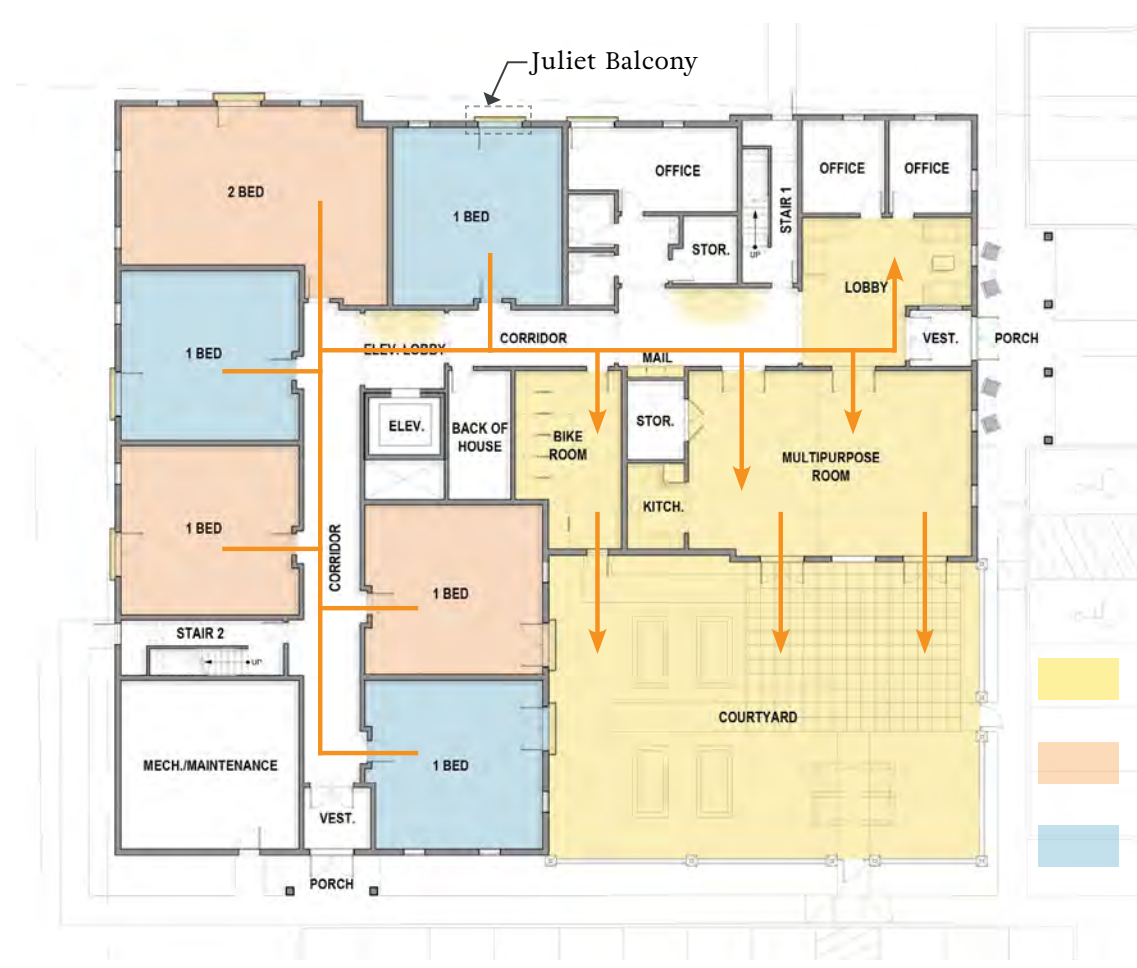 Juliet Balcony
2 BED
1 BED
OFFICE
STOR.
STAIR 1
UP
OFFICE
OFFICE
LOBBY
VEST.
PORCH
1 BED
ELEV. LOBBY
CORRIDOR
MAIL
ELEV.
BACK OF
HOUSE
BIKE
ROOM
STOR.
KITCH.
MULTIPURPOSE
ROOM
1 BED
CORRIDOR
1 BED
STAIR 2
UP
COURTYARD
MECH./MAINTENANCE
1 BED
VEST.
PORCH